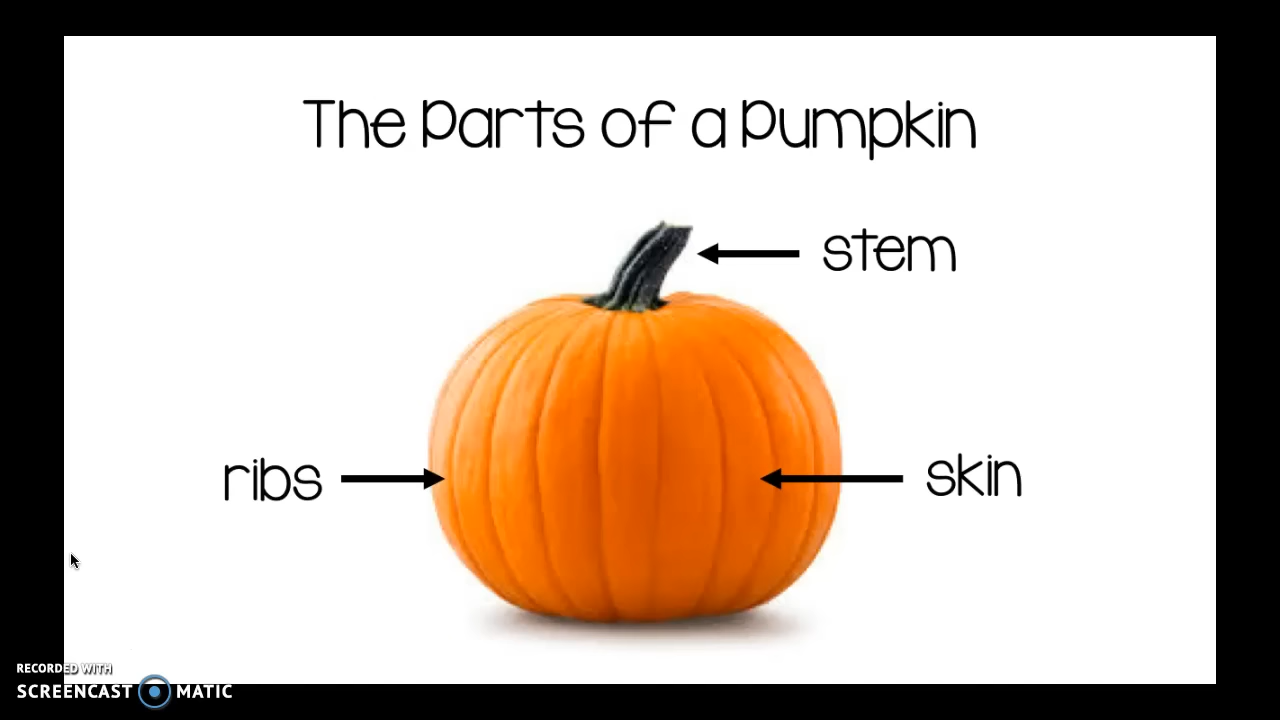 The Parts of a Pumpkin
stem
ribs
skin
RECORDED WITH
SCREENCAST MATIC